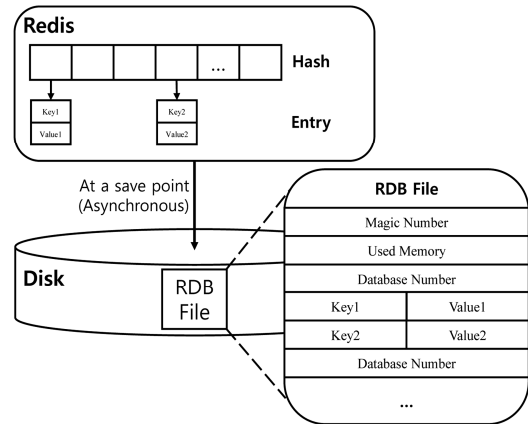 Redis
...
Hash
Key1
Value1
Key2
Value2
Entry
At a save point
(Asynchronous)
Disk
RDB
File
RDB File
Magic Number
Used Memory
Database Number
Key1 Value1
Key2 Value2
Database Number
...